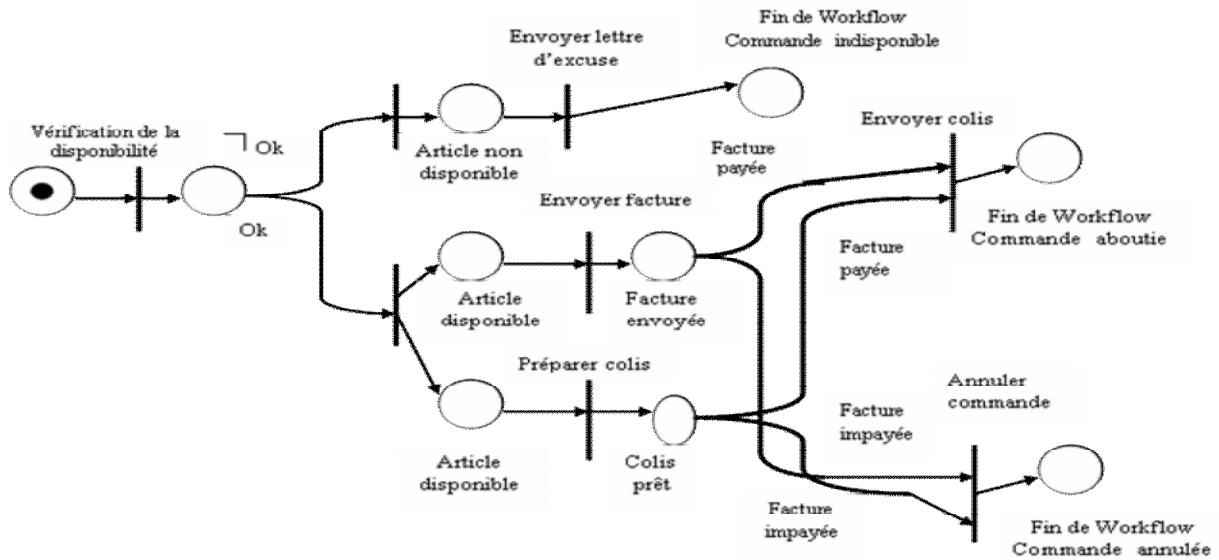 Fin de Workflow
Commande indisponible
Envoyer lettre
d'excuse
Vérification de la
disponibilité
Ok
Article non
disponible
Facture
payée
Envoyer colis
Ok
Envoyer facture
Fin de Workflow
Commande aboutie
Facture
payée
Article
disponible
Facture
envoyée
Préparer colis
Annuler
commande
Facture
impayée
Article
disponible
Colis
prêt
Facture
impayée
Fin de Workflow
Commande annulée